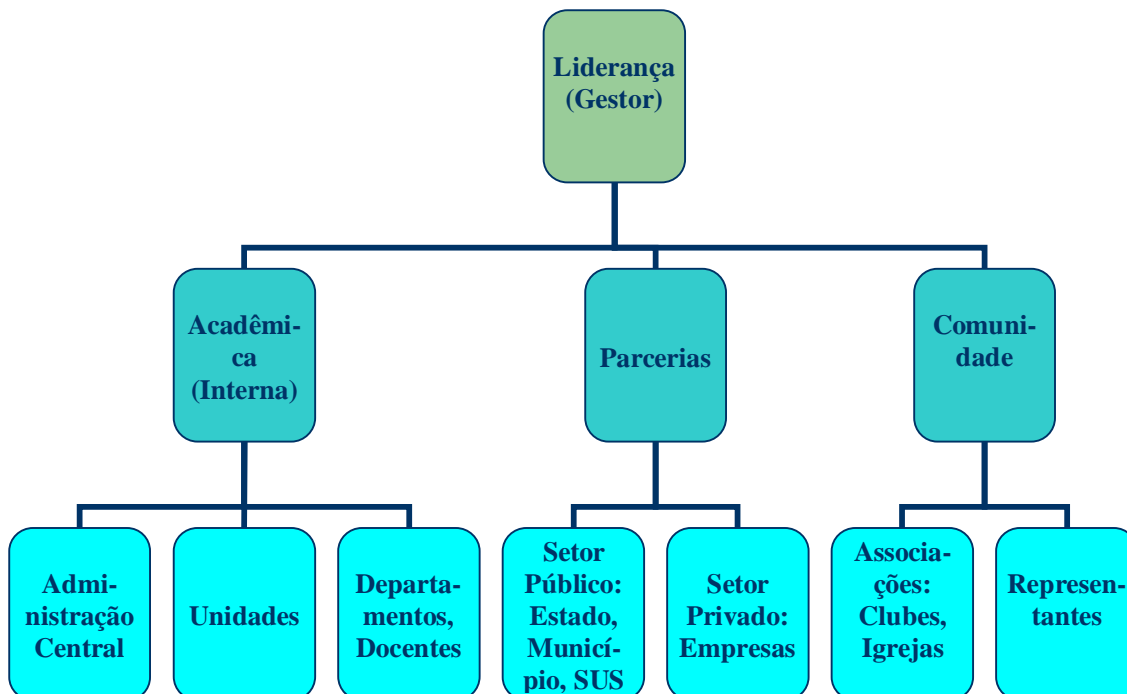 Liderança
(Gestor)
Acadêmi-
ca
(Interna)
Parcerias
Comuni-
dade
Admi-
nistração
Central
Unidades
Departa-
mentos,
Docentes
Setor
Público:
Estado,
Municí-
pio, SUS
Setor
Privado:
Empresas
Associa-
ções:
Clubes,
Igrejas
Represen-
tantes